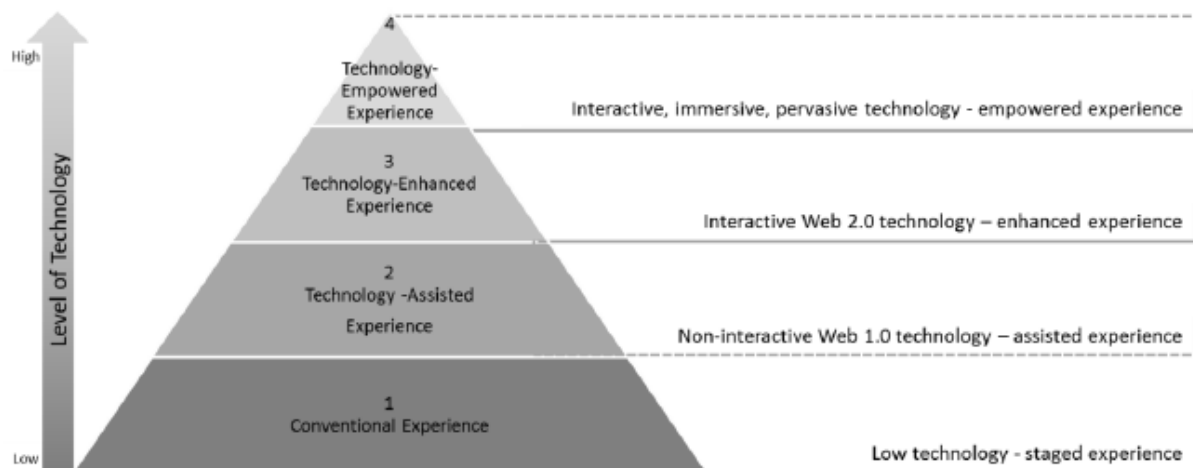 4
High
Technology-
Empowered
Experience
Interactive, immersive, pervasive technology - empowered experience
3
Technology-Enhanced
Experience
Interactive Web 2.0 technology – enhanced experience
Level of Technology
2
Technology -Assisted
Experience
Non-interactive Web 1.0 technology – assisted experience
1
Conventional Experience
Low
Low technology - staged experience